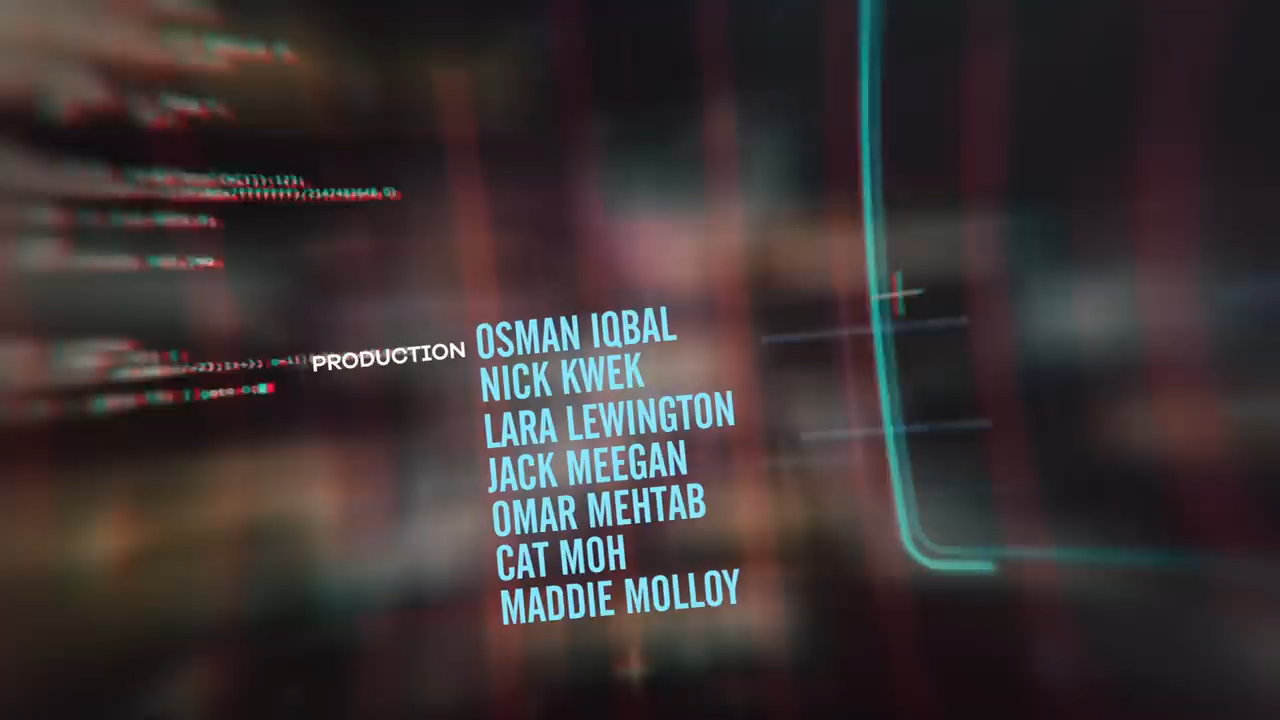 PRODUCTION OSMAN IQBAL
NICK KWEK
LARA LEWINGTON
JACK MEEGAN
OMAR MEHTAB
CAT MOH
MADDIE MOLLOY